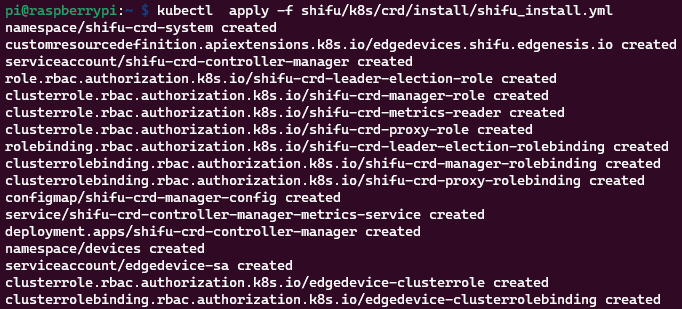 pi@raspberrypi:~ $ kubectl  apply -f shifu/k8s/crd/install/shifu_install.yml
namespace/shifu-crd-system created
customresourcedefinition.apiextensions.k8s.io/edgedevices.shifu.edgenesis.io created
serviceaccount/shifu-crd-controller-manager created
role.rbac.authorization.k8s.io/shifu-crd-leader-election-role created
clusterrole.rbac.authorization.k8s.io/shifu-crd-manager-role created
clusterrole.rbac.authorization.k8s.io/shifu-crd-metrics-reader created
clusterrole.rbac.authorization.k8s.io/shifu-crd-proxy-role created
rolebinding.rbac.authorization.k8s.io/shifu-crd-leader-election-rolebinding created
clusterrolebinding.rbac.authorization.k8s.io/shifu-crd-manager-rolebinding created
clusterrolebinding.rbac.authorization.k8s.io/shifu-crd-proxy-rolebinding created
configmap/shifu-crd-manager-config created
service/shifu-crd-controller-manager-metrics-service created
deployment.apps/shifu-crd-controller-manager created
namespace/devices created
serviceaccount/edgedevice-sa created
clusterrole.rbac.authorization.k8s.io/edgedevice-clusterrole created
clusterrolebinding.rbac.authorization.k8s.io/edgedevice-clusterrolebinding created